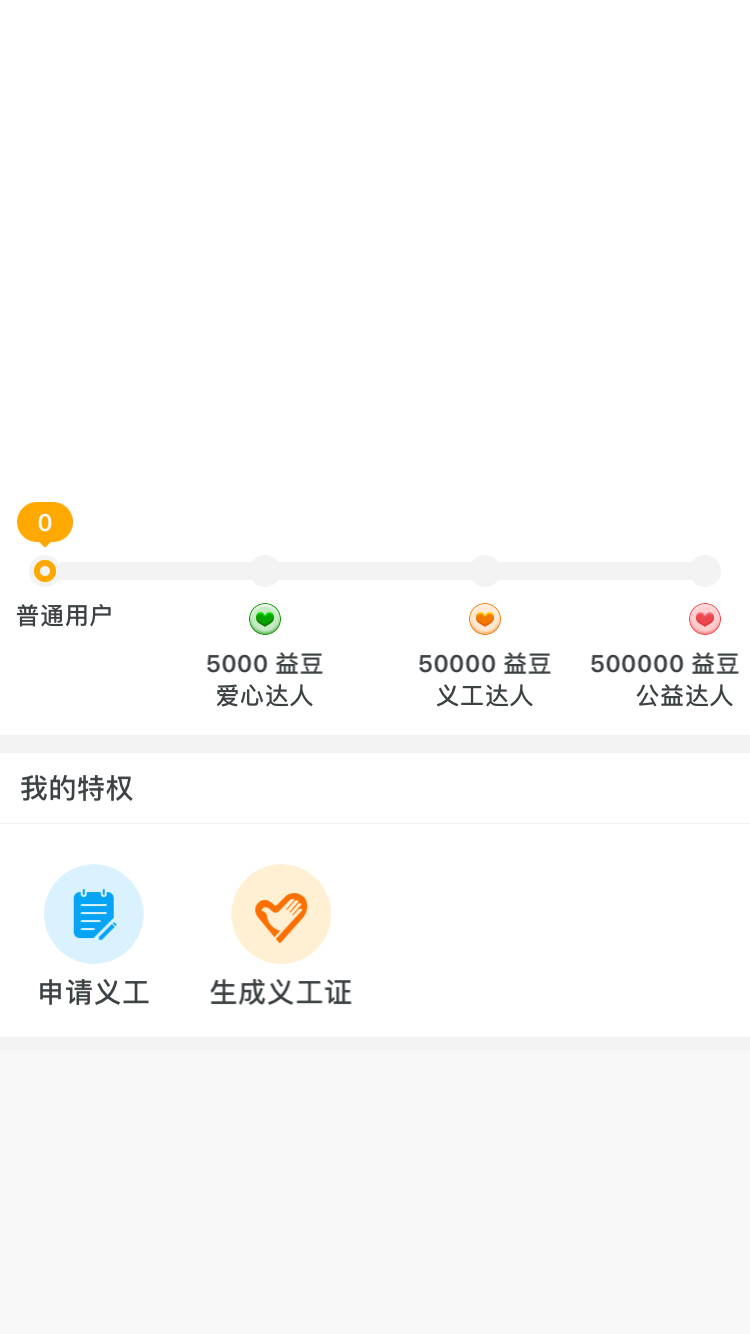 0
普通用户
5000 益豆
爱心达人
50000 益豆
义工达人
500000 益豆
公益达人
我的特权
申请义工
生成义工证